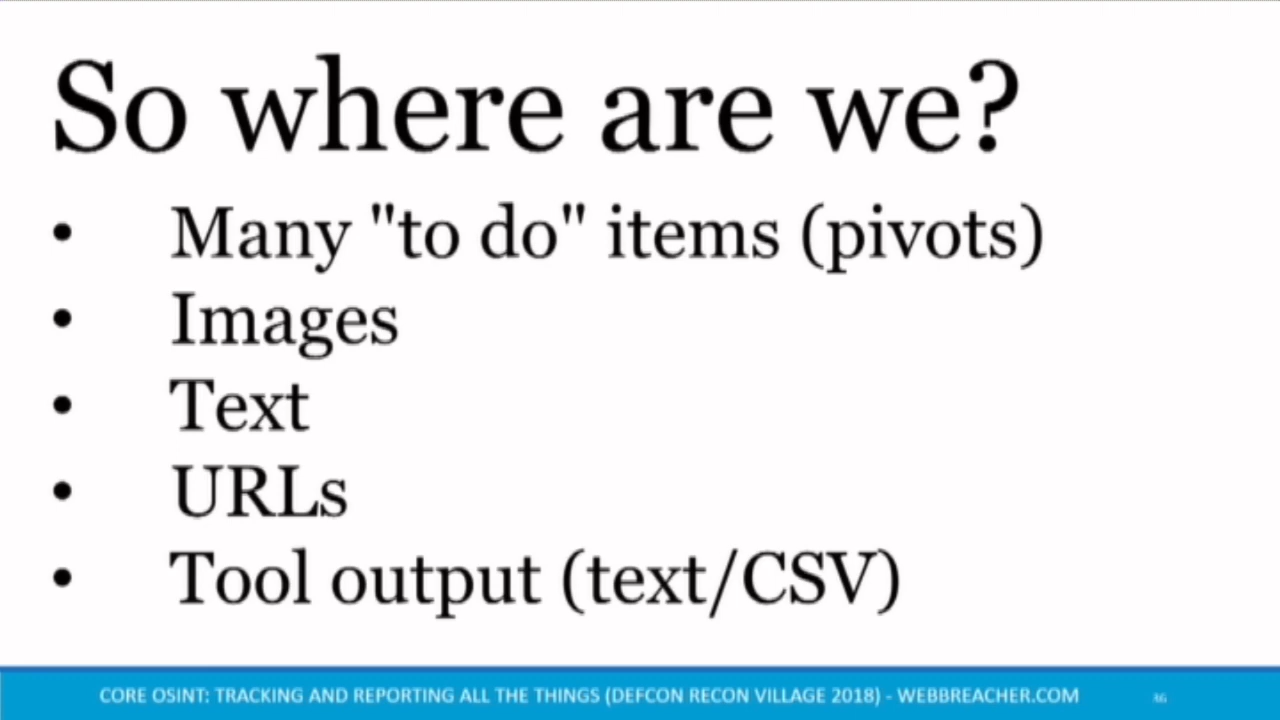 So where are we?
• Many "to do" items (pivots)
• Images
• Text
• URLs
• Tool output (text/CSV)
CORE OSINT: TRACKING AND REPORTING ALL THE THINGS (DEFCON RECON VILLAGE 2018) - WEBBREACHER.COM